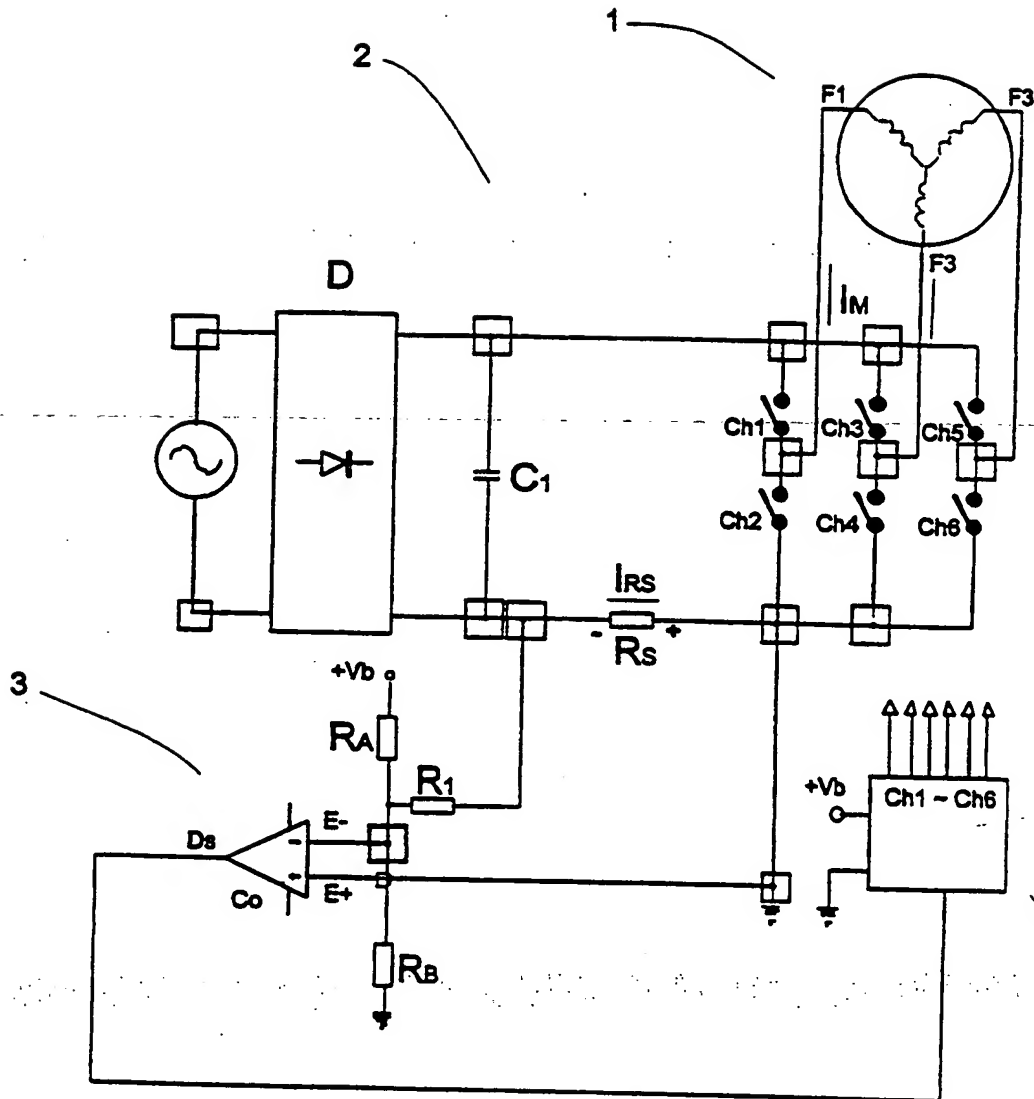 1
2
F1
F3
F3
IM
D
Ch1
Ch3
Ch5
C1
Ch2
Ch4
Ch6
IRS
- +
RS
3
+Vb
RA
R1
+Vb
Ch1 ~ Ch6
Ds
E-
-
+
Co
E+
RB